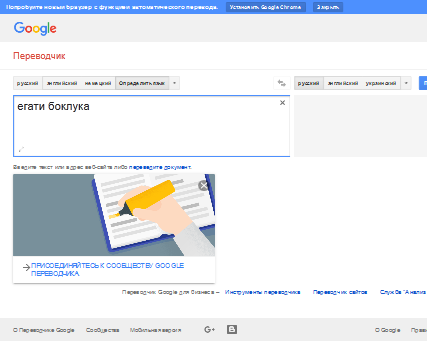 Попробуйте новый браузер с функцией автоматического перевода. Установить Google Chrome Закрыть
Google
Переводчик
русский английский немецкий Определить язык русский английский украинский
егати боклука
Введите текст или адрес веб-сайта либо переведите документ.
ПРИСОЕДИНЯЙТЕСЬ К СООБЩЕСТВУ GOOGLE
ПЕРЕВОДЧИКА
Переводчик Google для бизнеса – Инструменты переводчика Переводчик сайтов Служба "Анализ
О Переводчике Google Сообщества Мобильная версия G+ B О Google